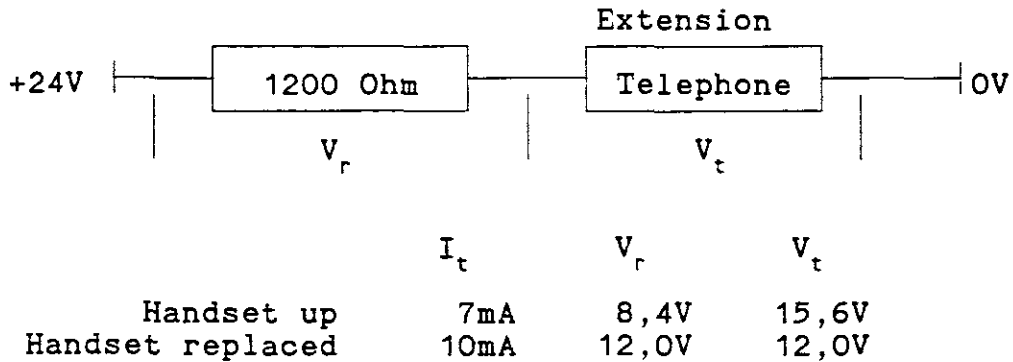 Extension
+24V 1200 Ohm Telephone 0V
V_r V_t
I_t V_r V_t
Handset up 7mA 8,4V 15,6V
Handset replaced 10mA 12,0V 12,0V